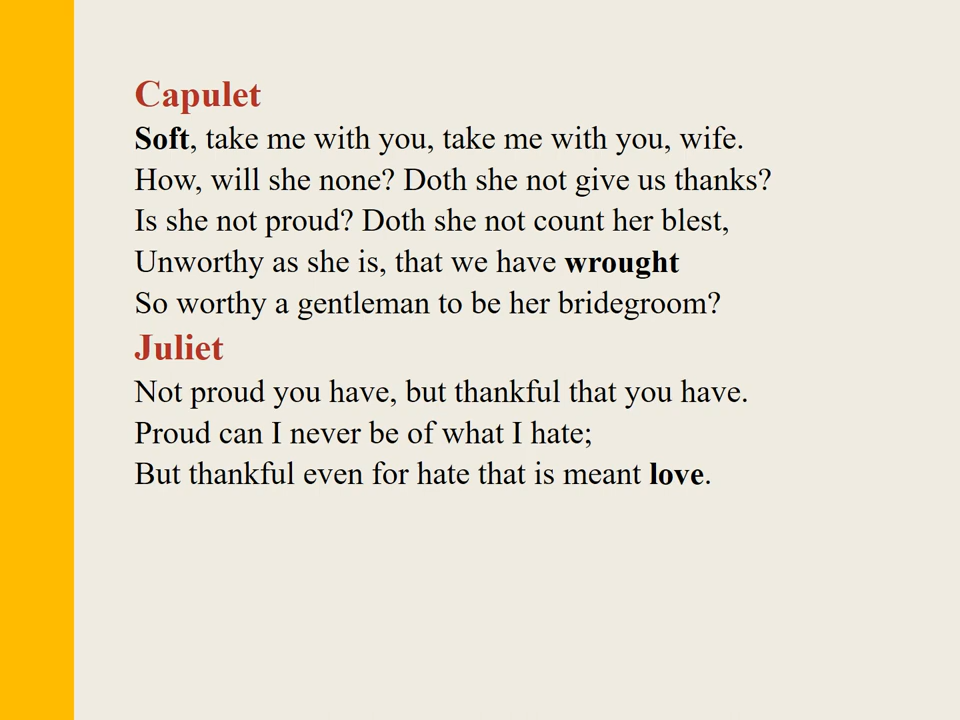 Capulet
Soft, take me with you, take me with you, wife.
How, will she none? Doth she not give us thanks?
Is she not proud? Doth she not count her blest,
Unworthy as she is, that we have wrought
So worthy a gentleman to be her bridegroom?
Juliet
Not proud you have, but thankful that you have.
Proud can I never be of what I hate;
But thankful even for hate that is meant love.